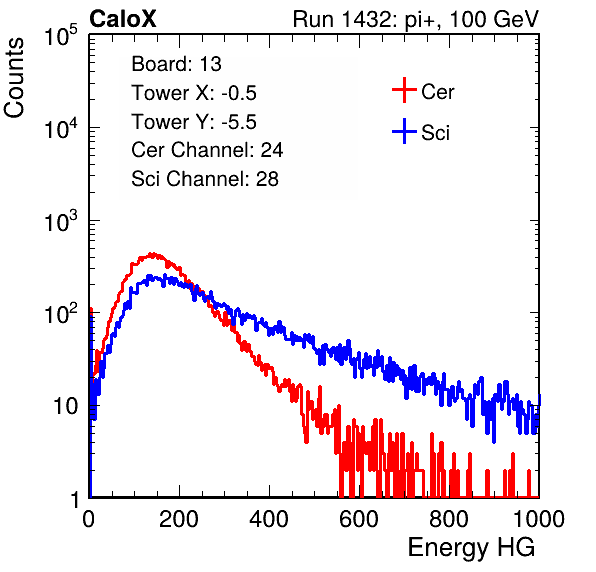 CaloX Run 1432: pi+, 100 GeV
Counts
Board: 13
Tower X: -0.5
Tower Y: -5.5
Cer Channel: 24
Sci Channel: 28
Cer
Sci
10^5
10^4
10^3
10^2
10
1
0 200 400 600 800 1000
Energy HG